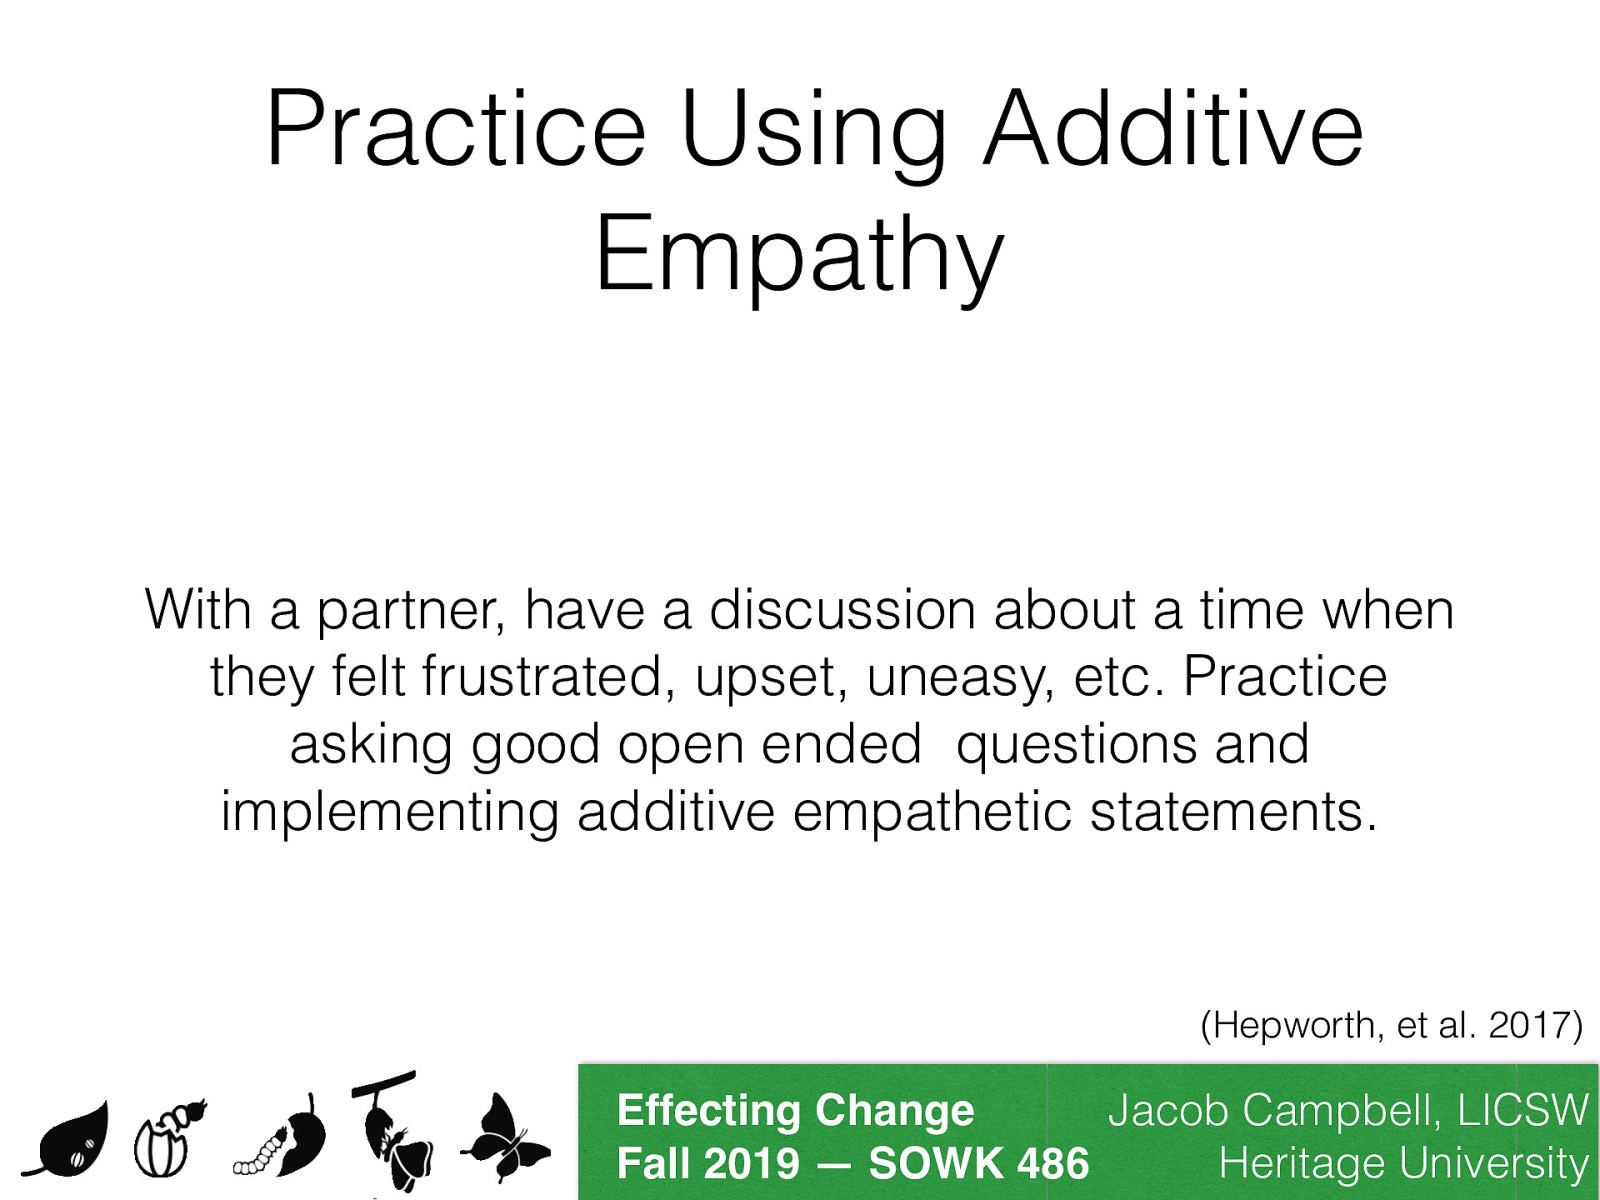 Practice Using Additive
Empathy
With a partner, have a discussion about a time when
they felt frustrated, upset, uneasy, etc. Practice
asking good open ended  questions and
implementing additive empathetic statements.
(Hepworth, et al. 2017)
Effecting Change
Fall 2019 — SOWK 486
Jacob Campbell, LICSW
Heritage University